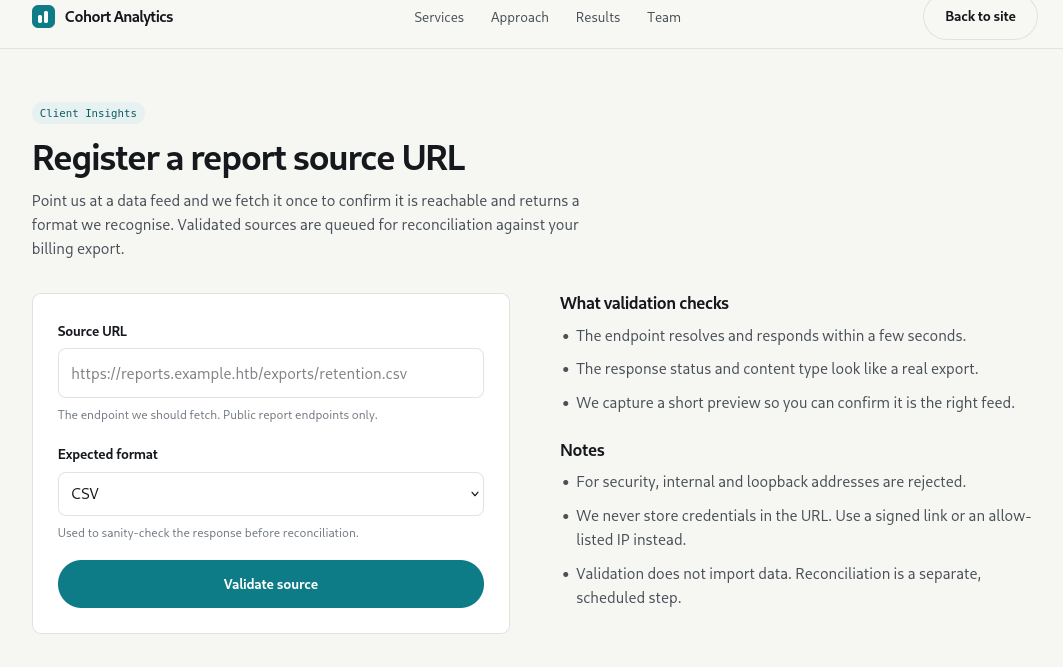 Cohort Analytics
Services
Approach
Results
Team
Back to site
Client Insights
Register a report source URL
Point us at a data feed and we fetch it once to confirm it is reachable and returns a
format we recognise. Validated sources are queued for reconciliation against your
billing export.
Source URL
https://reports.example.htb/exports/retention.csv
The endpoint we should fetch. Public report endpoints only.
Expected format
CSV
Used to sanity-check the response before reconciliation.
Validate source
What validation checks
• The endpoint resolves and responds within a few seconds.
• The response status and content type look like a real export.
• We capture a short preview so you can confirm it is the right feed.
Notes
• For security, internal and loopback addresses are rejected.
• We never store credentials in the URL. Use a signed link or an allow-
listed IP instead.
• Validation does not import data. Reconciliation is a separate,
scheduled step.